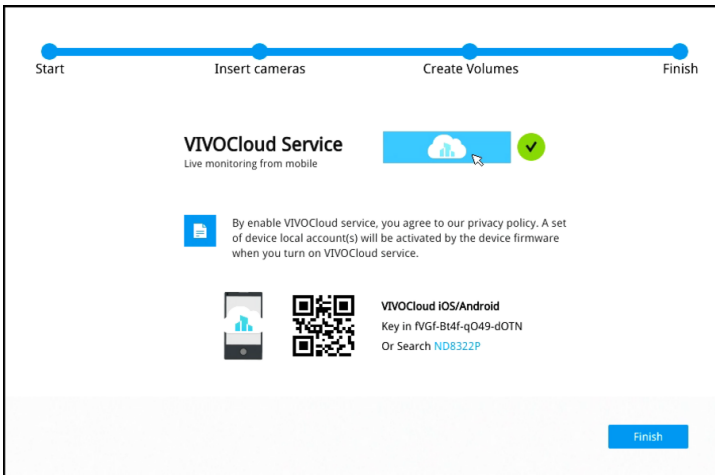 Start Insert cameras Create Volumes Finish
VIVOCloud Service
Live monitoring from mobile
By enable VIVOCloud service, you agree to our privacy policy. A set
of device local account(s) will be activated by the device firmware
when you turn on VIVOCloud service.
VIVOCloud iOS/Android
Key in fVGf-Bt4f-qO49-dOTN
Or Search ND8322P
Finish